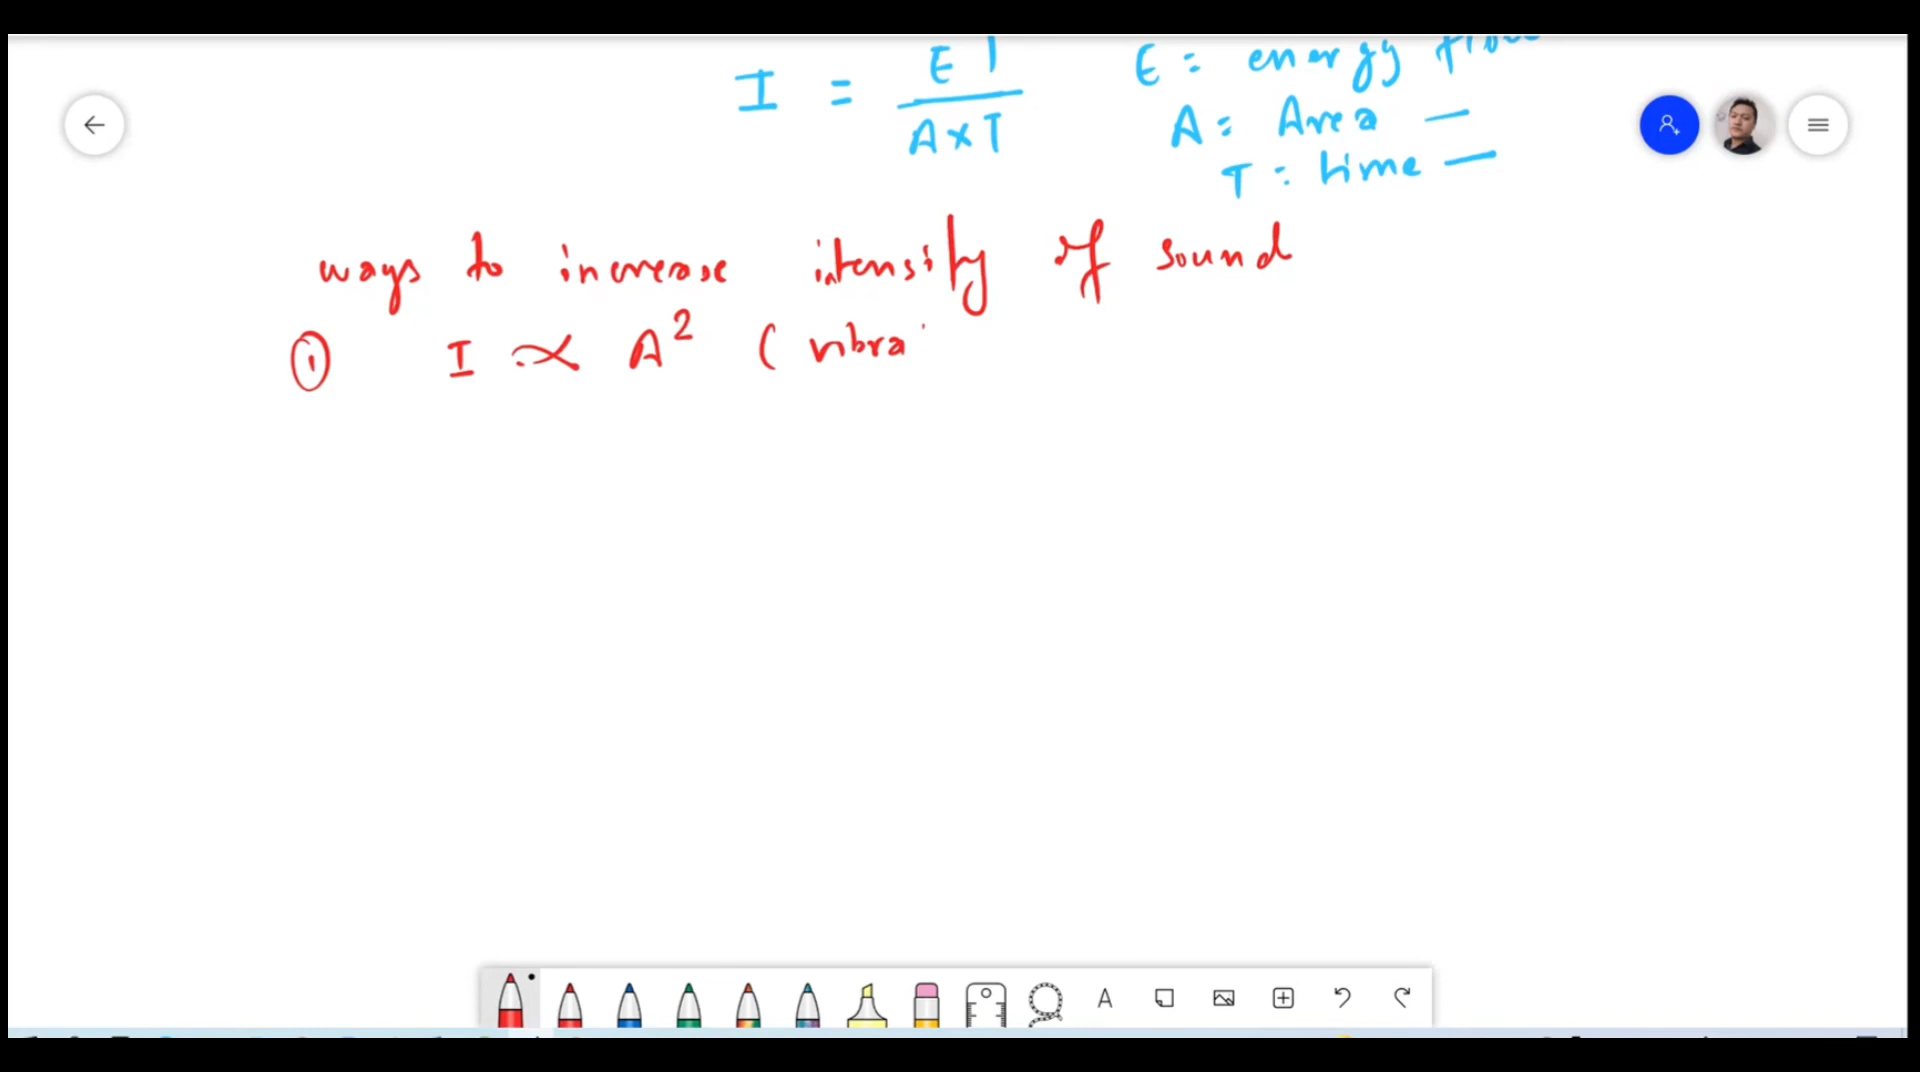 I = E / A x T
E = energy
A = Area —
T = time —
ways to increase intensity of sound
① I ∝ A² ( vibra
A